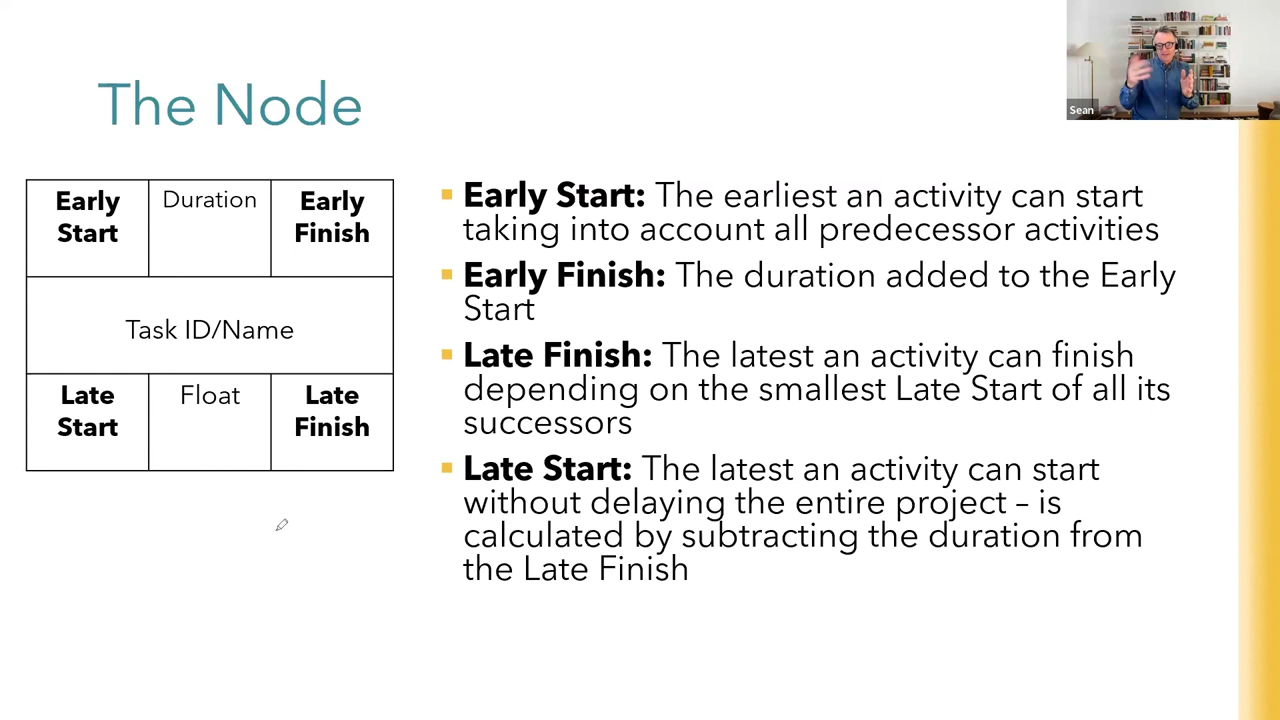 The Node
Sean
Early
Start
Duration
Early
Finish
Task ID/Name
Late
Start
Float
Late
Finish
Early Start: The earliest an activity can start
taking into account all predecessor activities
Early Finish: The duration added to the Early
Start
Late Finish: The latest an activity can finish
depending on the smallest Late Start of all its
successors
Late Start: The latest an activity can start
without delaying the entire project – is
calculated by subtracting the duration from
the Late Finish